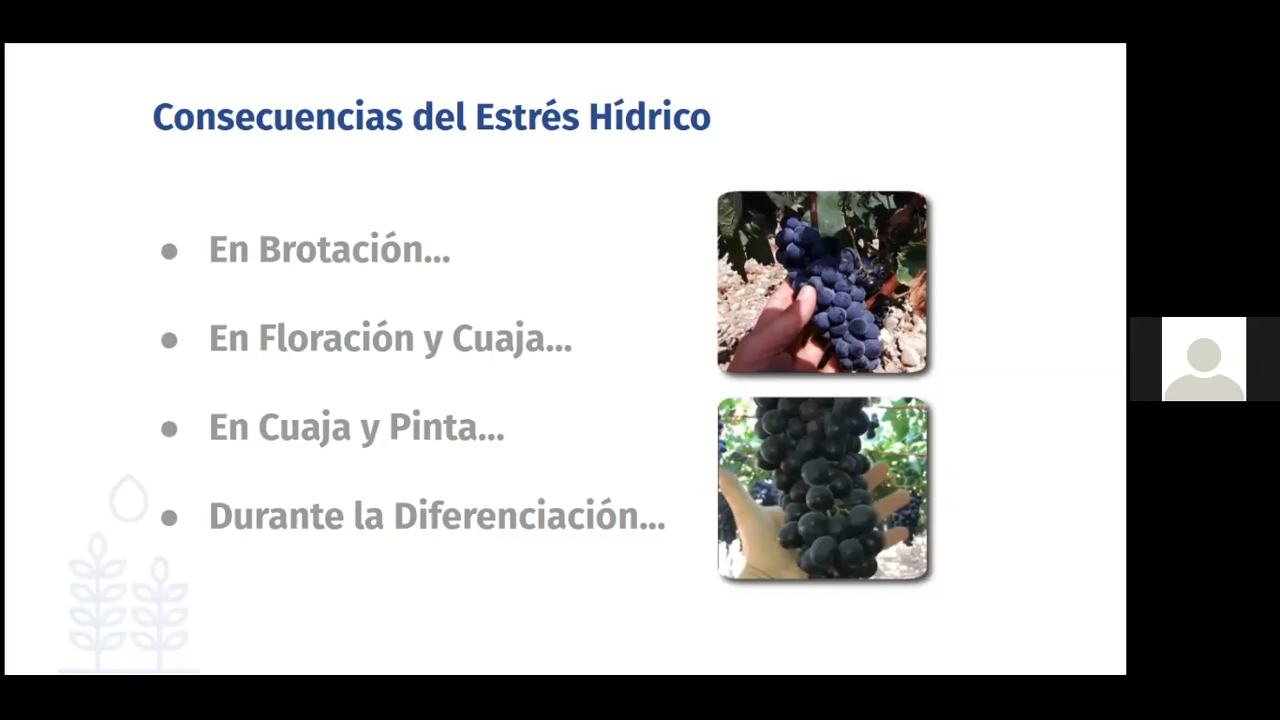 Consecuencias del Estrés Hídrico
● En Brotación...
● En Floración y Cuaja...
● En Cuaja y Pinta...
● Durante la Diferenciación...